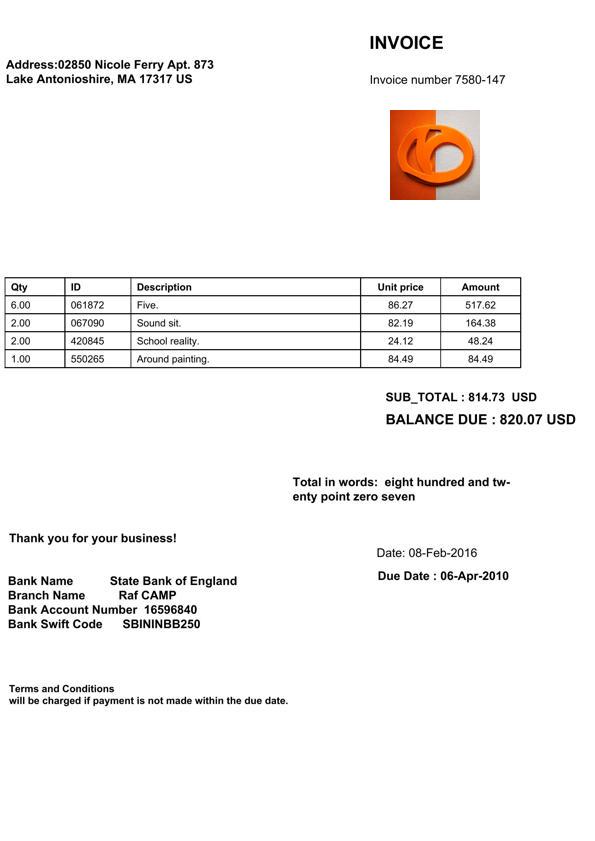 INVOICE
Address:02850 Nicole Ferry Apt. 873
Lake Antonioshire, MA 17317 US
Invoice number 7580-147
Qty ID Description Unit price Amount
6.00 061872 Five. 86.27 517.62
2.00 067090 Sound sit. 82.19 164.38
2.00 420845 School reality. 24.12 48.24
1.00 550265 Around painting. 84.49 84.49
SUB_TOTAL : 814.73 USD
BALANCE DUE : 820.07 USD
Total in words: eight hundred and tw-
enty point zero seven
Thank you for your business!
Date: 08-Feb-2016
Due Date : 06-Apr-2010
Bank Name State Bank of England
Branch Name Raf CAMP
Bank Account Number 16596840
Bank Swift Code SBININBB250
Terms and Conditions
will be charged if payment is not made within the due date.